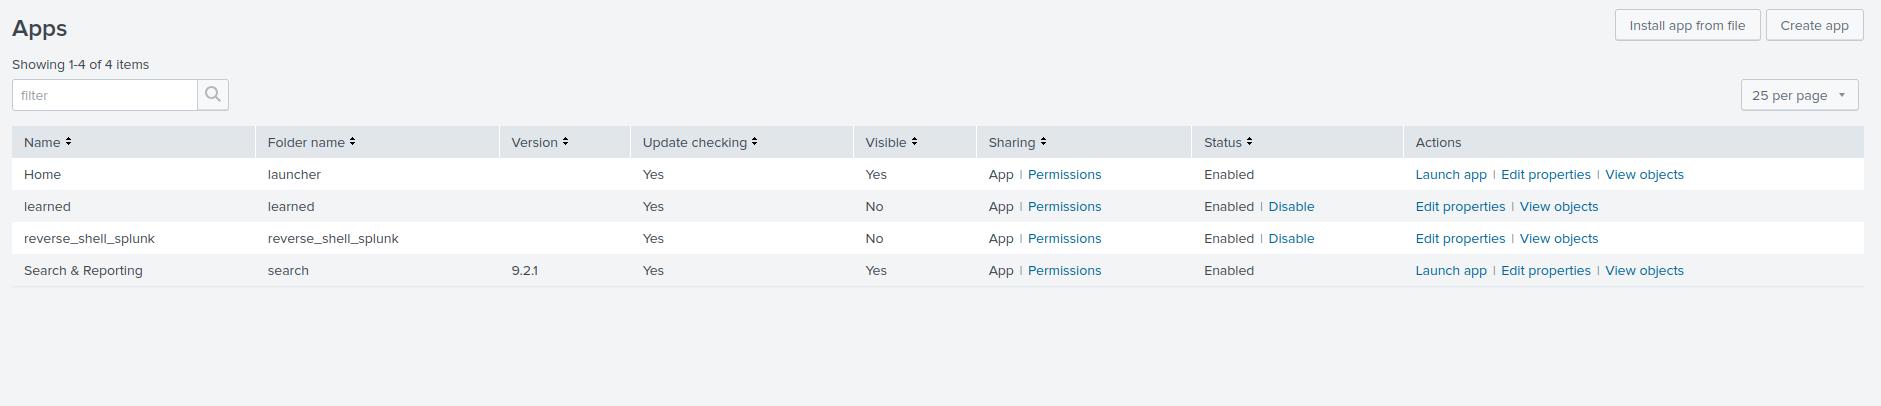 Apps
Install app from file
Create app
Showing 1-4 of 4 items
filter
25 per page
Name Folder name Version Update checking Visible Sharing Status Actions
Home launcher Yes Yes App | Permissions Enabled Launch app | Edit properties | View objects
learned learned Yes No App | Permissions Enabled | Disable Edit properties | View objects
reverse_shell_splunk reverse_shell_splunk Yes No App | Permissions Enabled | Disable Edit properties | View objects
Search & Reporting search 9.2.1 Yes Yes App | Permissions Enabled Launch app | Edit properties | View objects